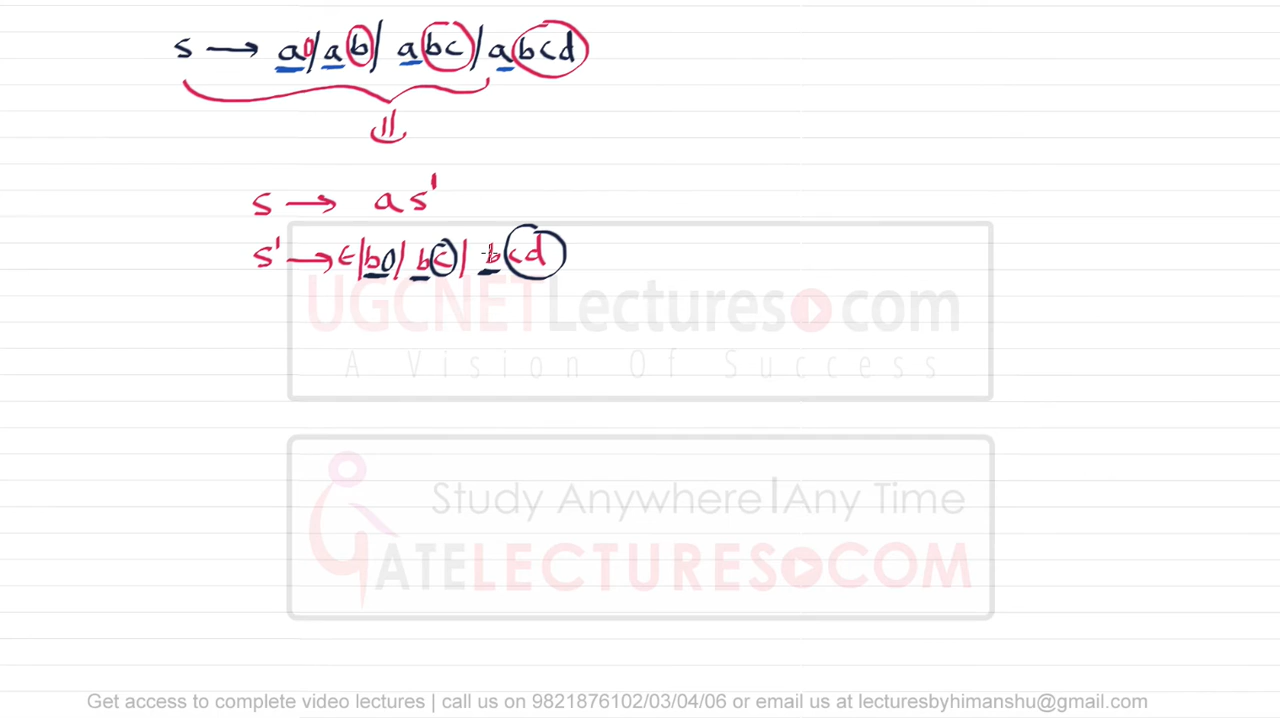 s → a/ab/ abc/abcd
s → as'
s' → ε/b/ bc/ bcd
UGCNETLectures.com
A Vision Of Success
Study Anywhere|Any Time
GATELECTURES.COM
Get access to complete video lectures | call us on 9821876102/03/04/06 or email us at lecturesbyhimanshu@gmail.com